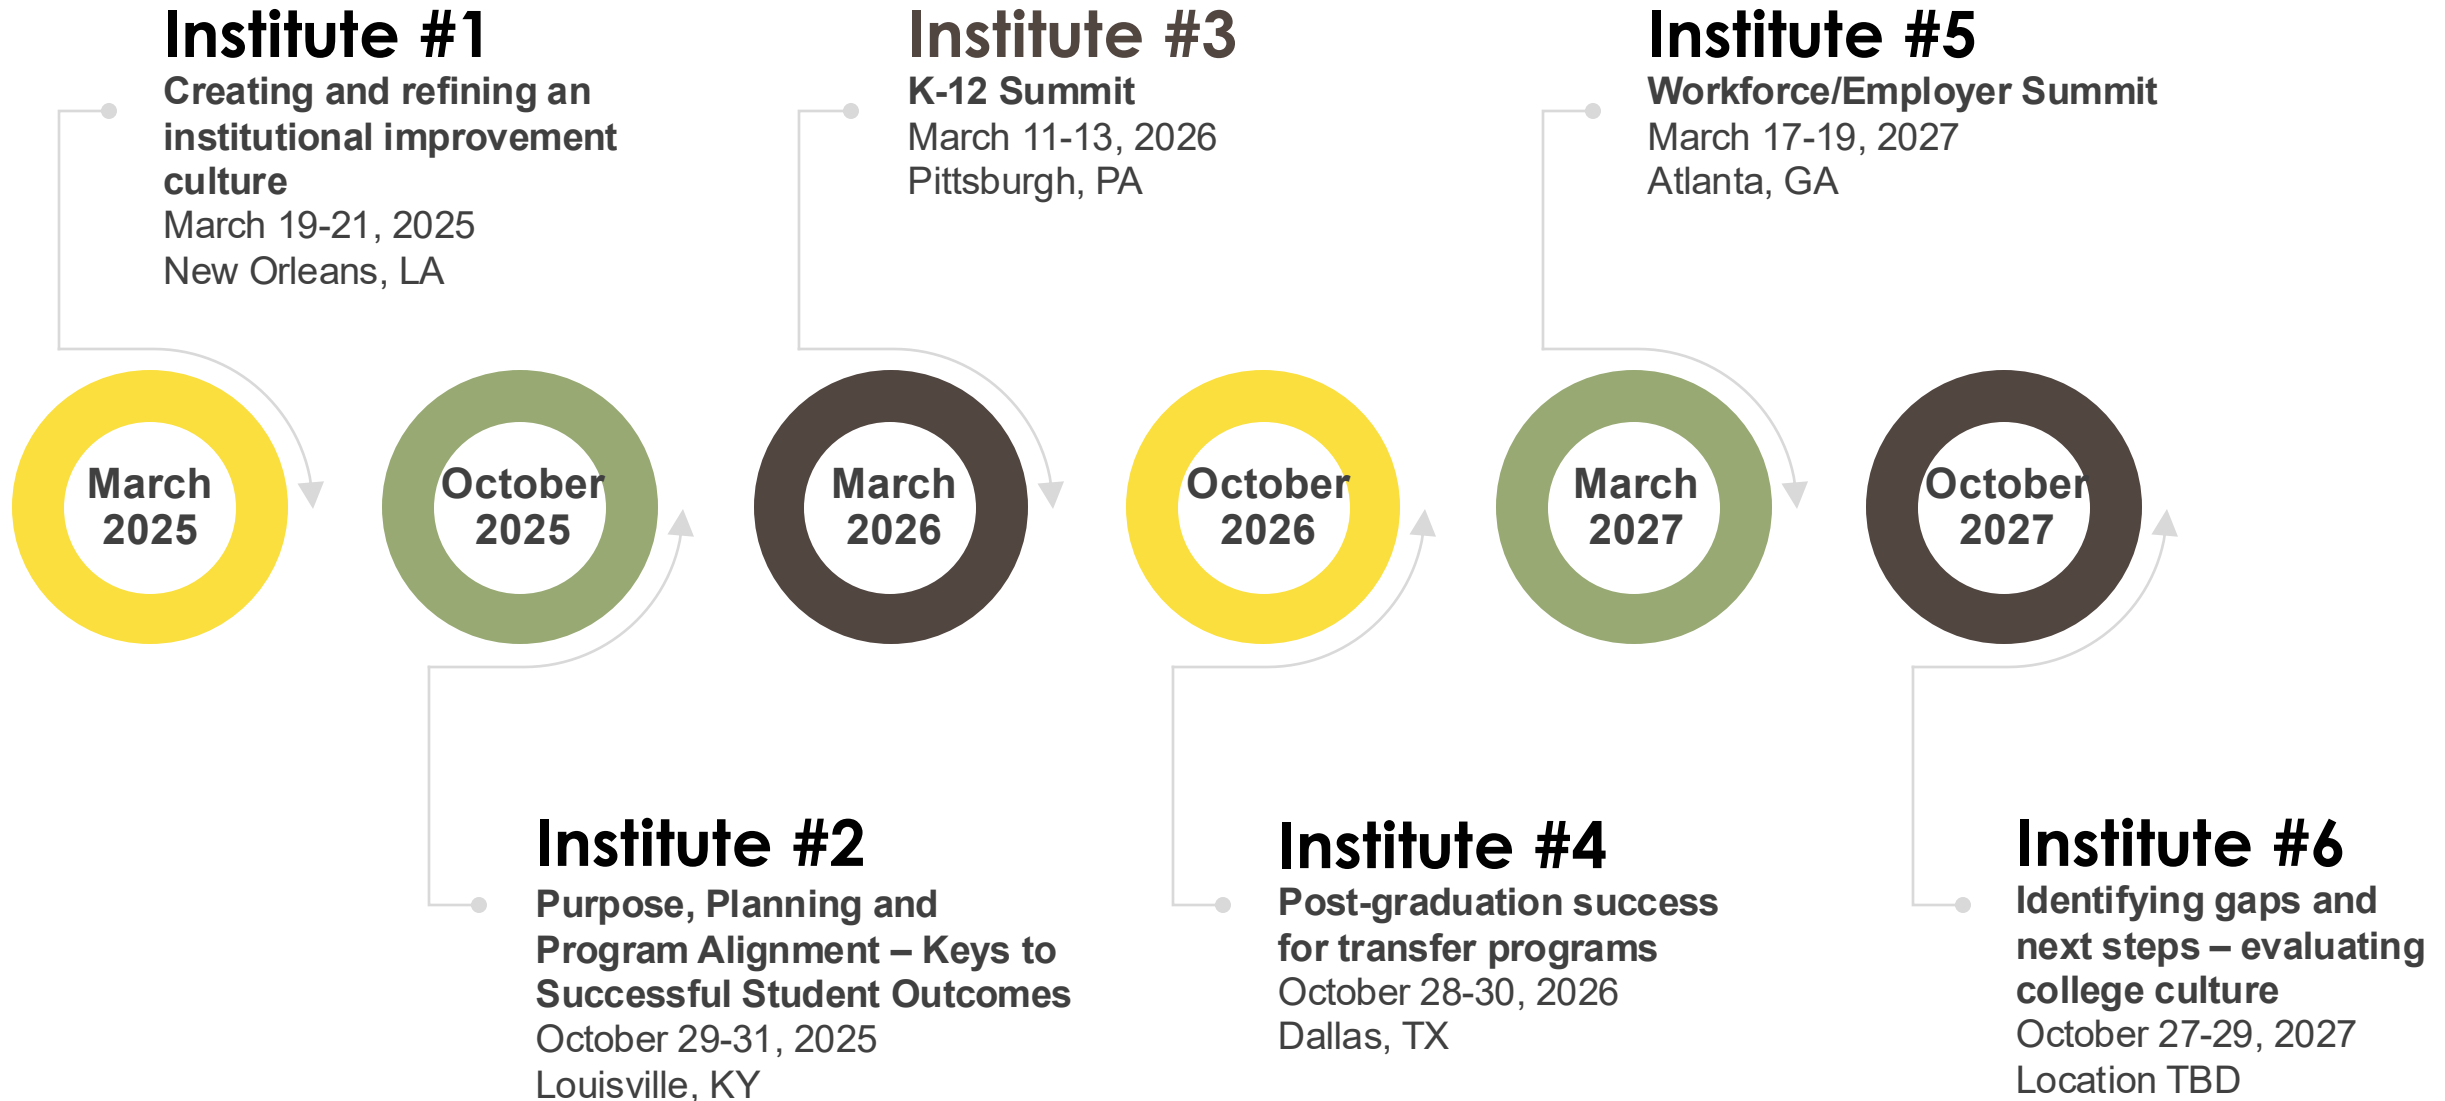 Institute #1
Creating and refining an
institutional improvement
culture
March 19-21, 2025
New Orleans, LA
Institute #3
K-12 Summit
March 11-13, 2026
Pittsburgh, PA
Institute #5
Workforce/Employer Summit
March 17-19, 2027
Atlanta, GA
March
2025
October
2025
March
2026
October
2026
March
2027
October
2027
Institute #2
Purpose, Planning and
Program Alignment – Keys to
Successful Student Outcomes
October 29-31, 2025
Louisville, KY
Institute #4
Post-graduation success
for transfer programs
October 28-30, 2026
Dallas, TX
Institute #6
Identifying gaps and
next steps – evaluating
college culture
October 27-29, 2027
Location TBD